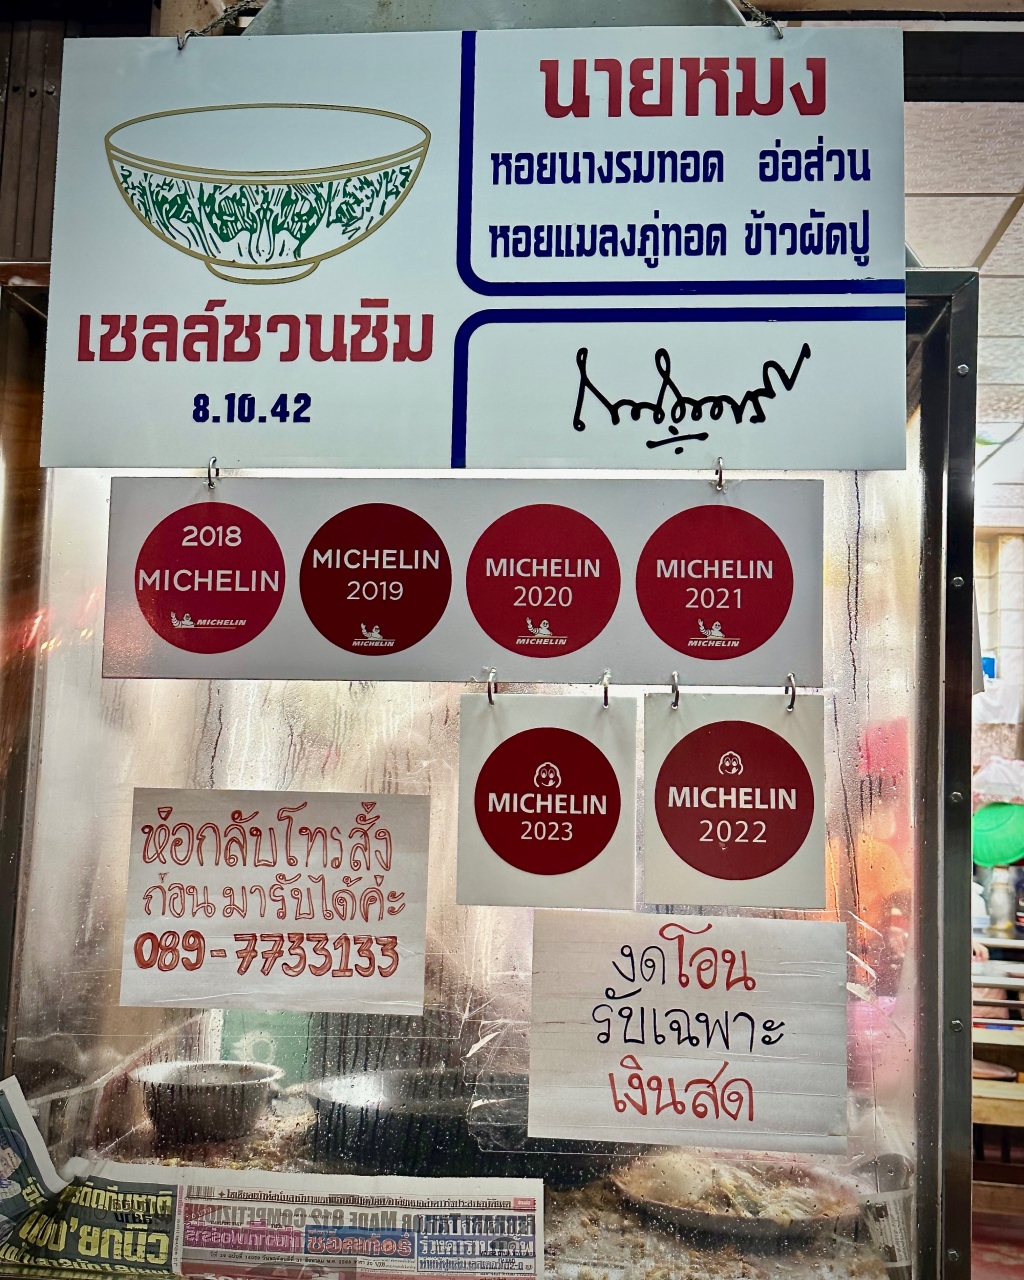 นายหมง
หอยนางรมทอด อ่อส่วน
หอยแมลงภู่ทอด ข้าวผัดปู
เชลล์ชวนชิม
8.10.42
2018
MICHELIN
MICHELIN
MICHELIN
2019
MICHELIN
MICHELIN
2020
MICHELIN
MICHELIN
2021
MICHELIN
MICHELIN
2023
MICHELIN
2022
ห่อกลับโทรสั่ง
ก่อนมารับได้ค่ะ
089-7733133
งดโอน
รับเฉพาะ
เงินสด